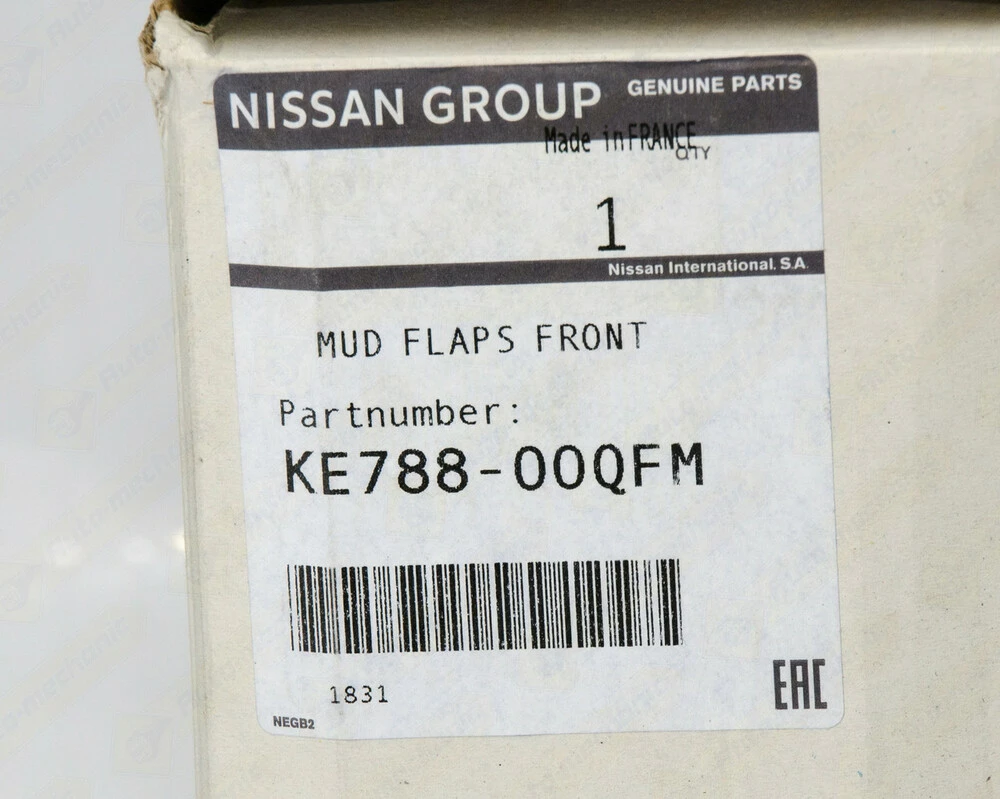 NISSAN GROUP GENUINE PARTS
Made in FRANCE
QTY
1
Nissan International. S.A.
MUD FLAPS FRONT
Partnumber:
KE788-00QFM
1831
NEGB2
EAC